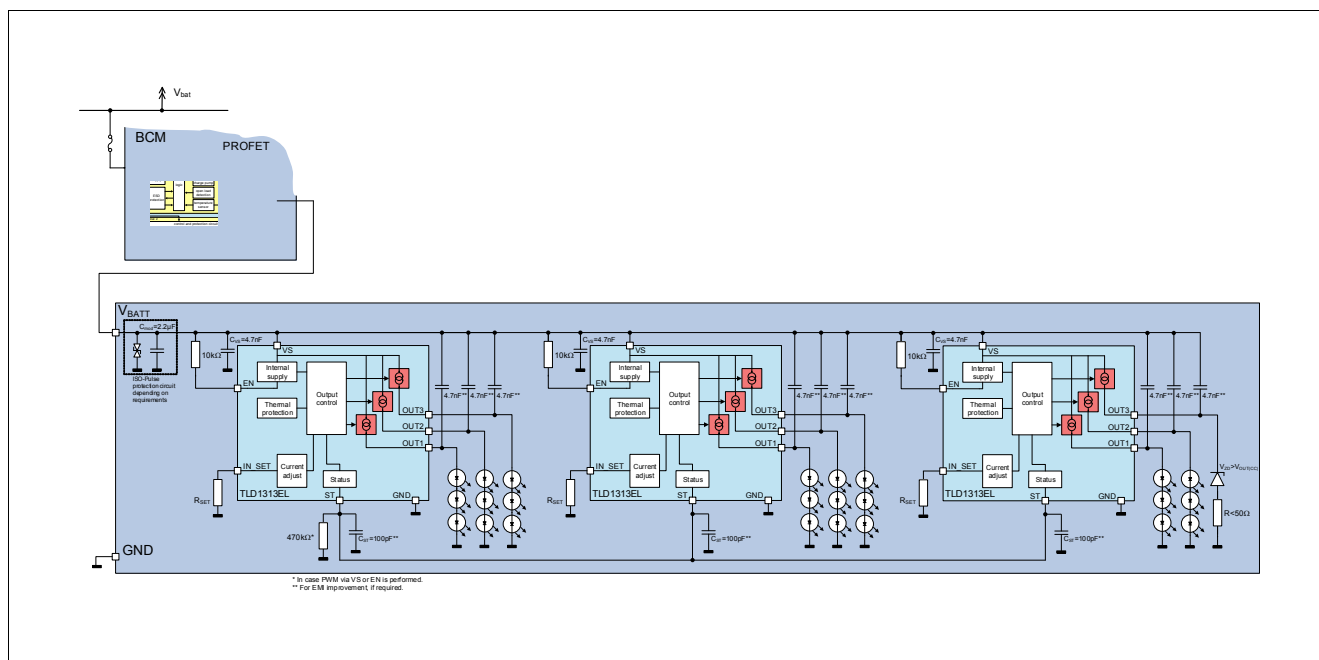 Vbat
BCM
PROFET
open load
detection
temperature
sensor
VBATT
Cmod=2.2µF
ISO-Pulse
protection circuit
depending on
requirements
10kΩ
CVS=4.7nF
VS
EN
Internal
supply
Thermal
protection
Output
control
OUT3
OUT2
OUT1
4.7nF**
4.7nF**
4.7nF**
IN_SET
Current
adjust
Status
RSET
TLD1313EL
ST
GND
470kΩ*
CST=100pF**
10kΩ
CVS=4.7nF
VS
EN
Internal
supply
Thermal
protection
Output
control
OUT3
OUT2
OUT1
4.7nF**
4.7nF**
4.7nF**
IN_SET
Current
adjust
Status
RSET
TLD1313EL
ST
GND
CST=100pF**
10kΩ
CVS=4.7nF
VS
EN
Internal
supply
Thermal
protection
Output
control
OUT3
OUT2
OUT1
4.7nF**
4.7nF**
4.7nF**
IN_SET
Current
adjust
Status
RSET
TLD1313EL
ST
GND
CST=100pF**
VZD>VOUT(CC)
R<50Ω
GND
* In case PWM via VS or EN is performed.
** For EMI improvement, if required.